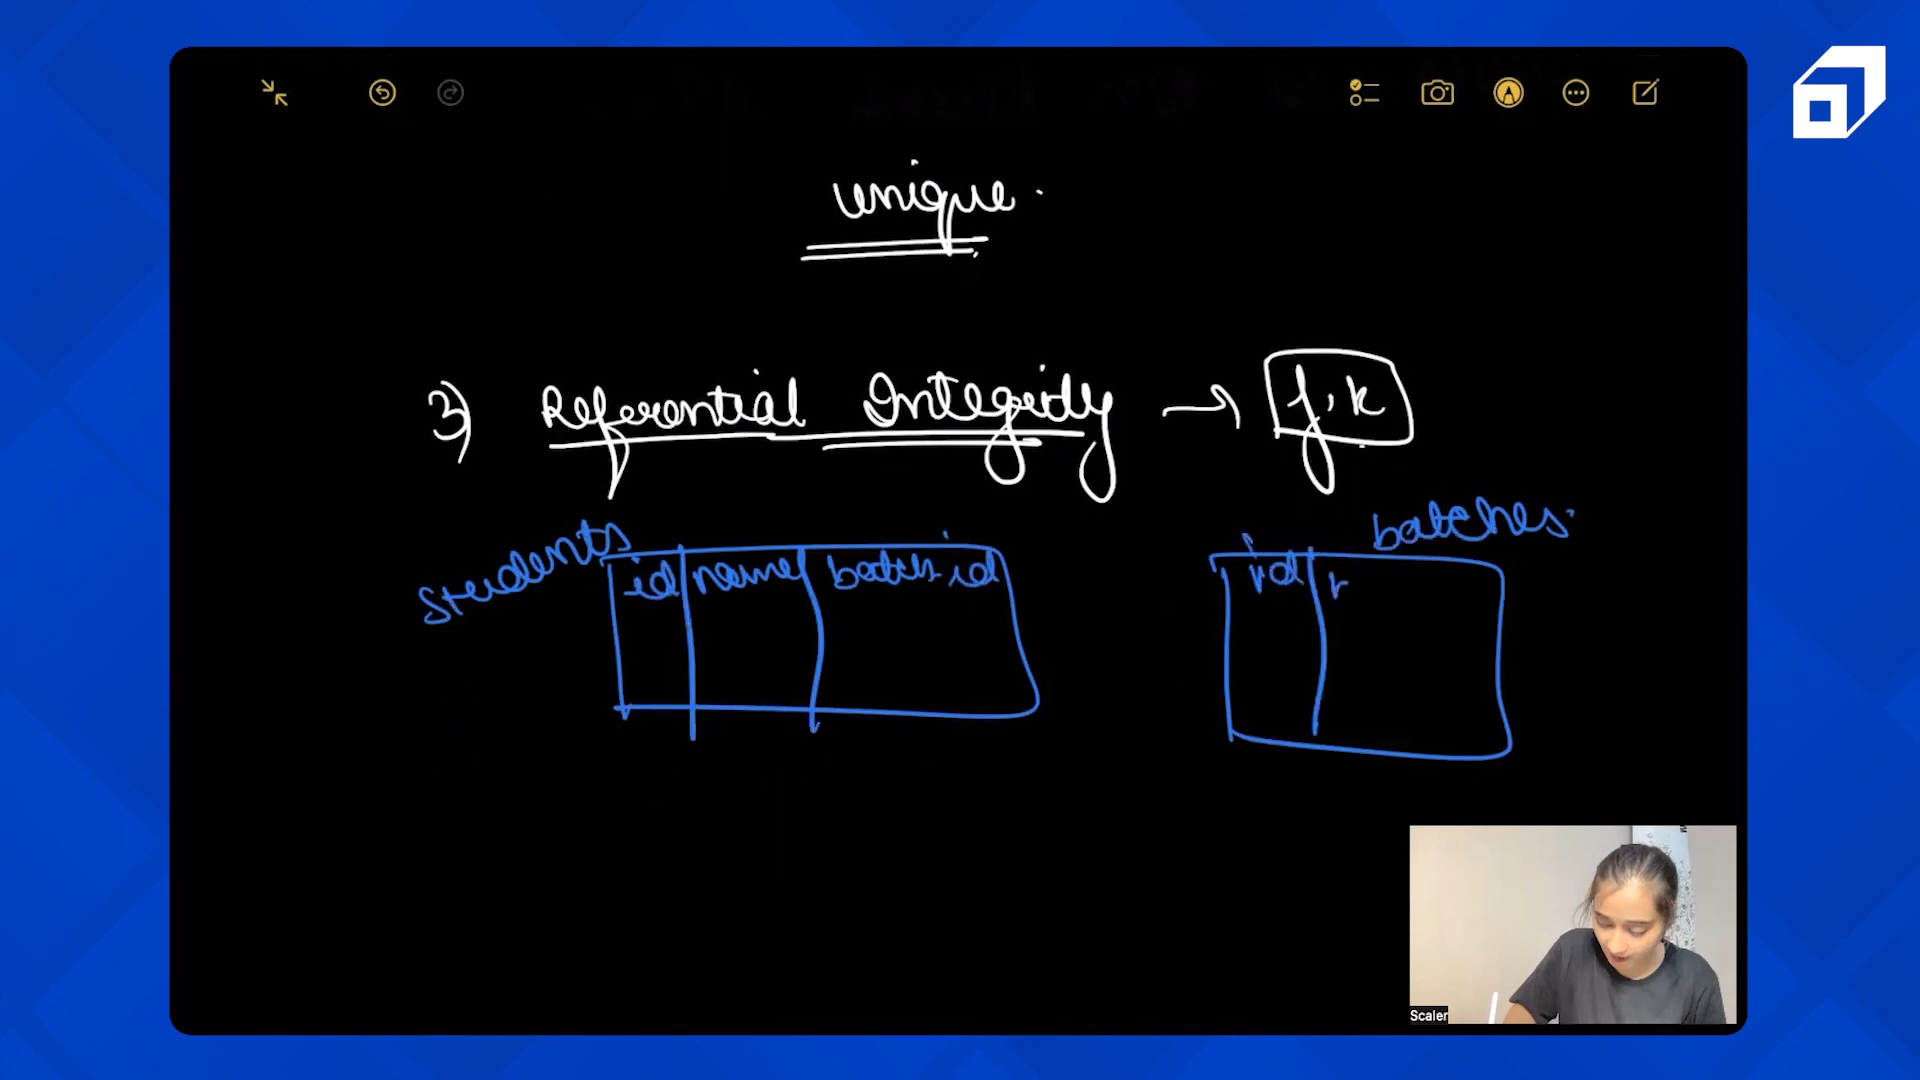 unique.
3) Referential Integrity → f.k
students
batches.
id name batch id
id
Scaler